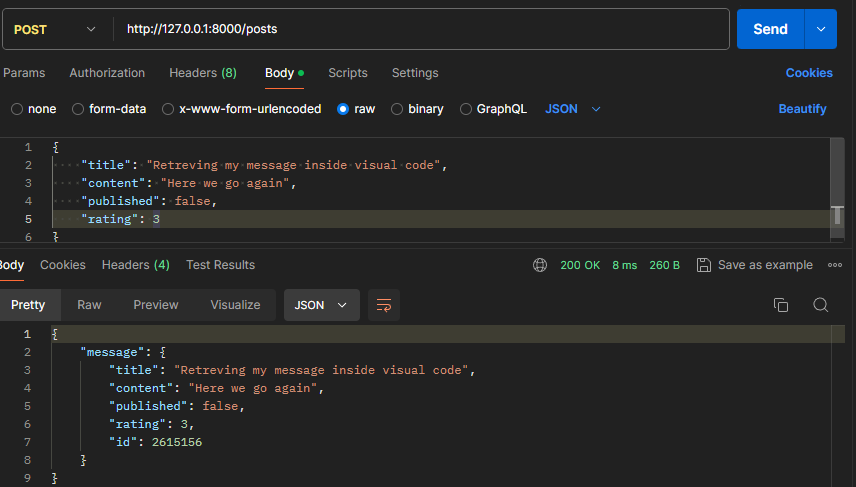 POST http://127.0.0.1:8000/posts Send
Params Authorization Headers (8) Body Scripts Settings Cookies
none form-data x-www-form-urlencoded raw binary GraphQL JSON Beautify
1 {
2 "title": "Retreving my message inside visual code",
3 "content": "Here we go again",
4 "published": false,
5 "rating": 3
6 }
Body Cookies Headers (4) Test Results 200 OK 8 ms 260 B Save as example
Pretty Raw Preview Visualize JSON
1 {
2 "message": {
3 "title": "Retreving my message inside visual code",
4 "content": "Here we go again",
5 "published": false,
6 "rating": 3,
7 "id": 2615156
8 }
9 }